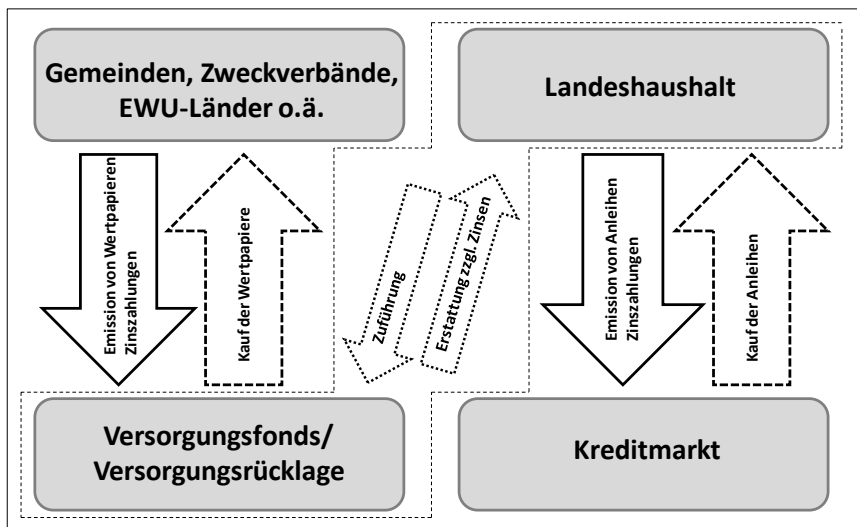 Gemeinden, Zweckverbände,
EWU-Länder o.ä.
Landeshaushalt
Emission von Wertpapieren
Zinszahlungen
Kauf der Wertpapiere
Zuführung
Erstattung zzgl. Zinsen
Emission von Anleihen
Zinszahlungen
Kauf der Anleihen
Versorgungsfonds/
Versorgungsrücklage
Kreditmarkt